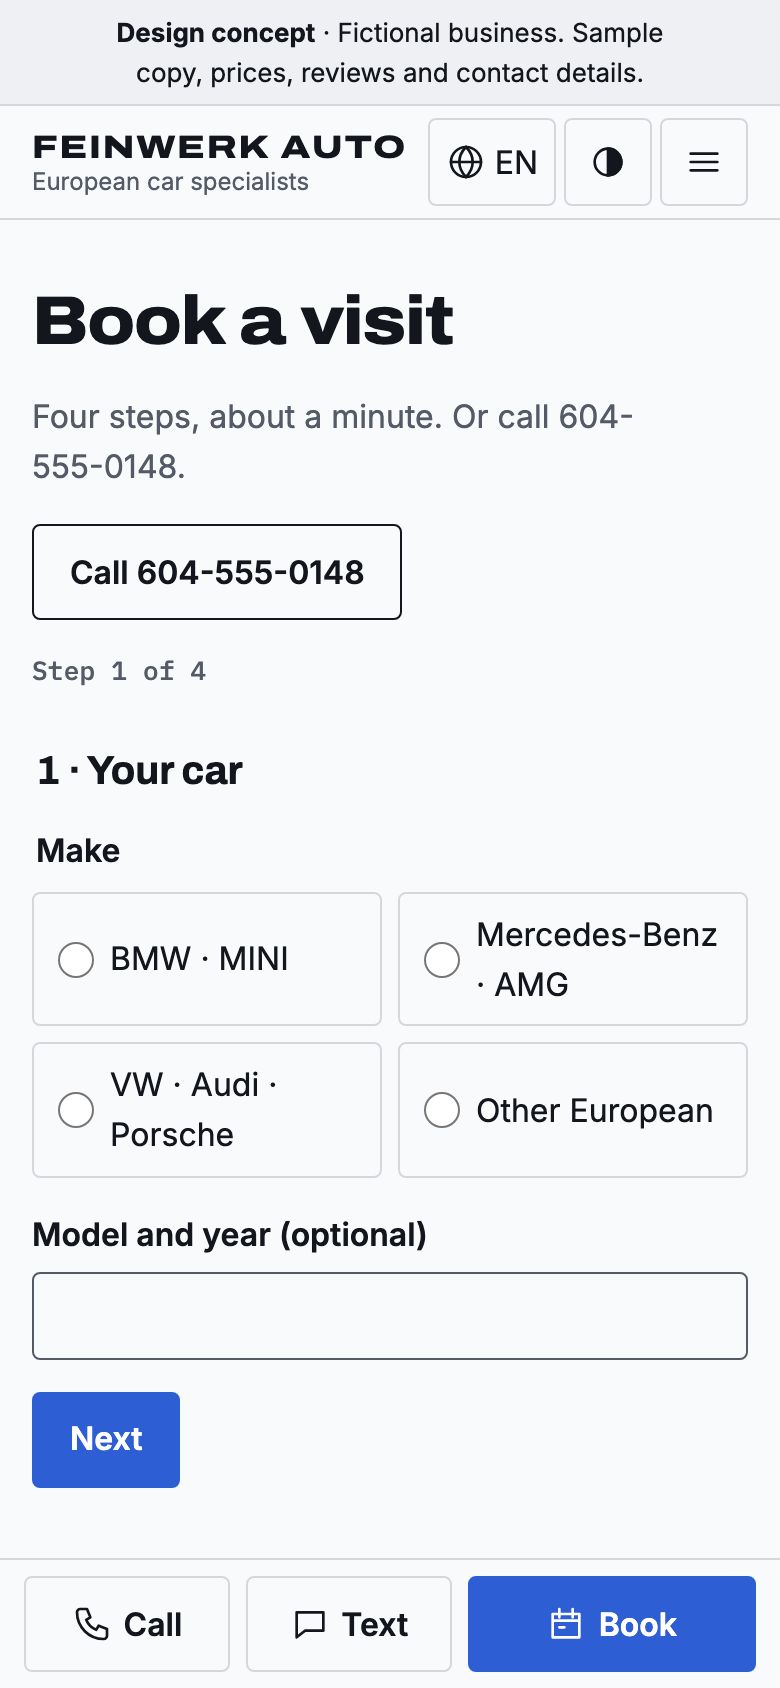 Design concept · Fictional business. Sample
copy, prices, reviews and contact details.
FEINWERK AUTO
European car specialists
EN
Book a visit
Four steps, about a minute. Or call 604-
555-0148.
Call 604-555-0148
Step 1 of 4
1 · Your car
Make
BMW · MINI
Mercedes-Benz
· AMG
VW · Audi ·
Porsche
Other European
Model and year (optional)
Next
Call
Text
Book